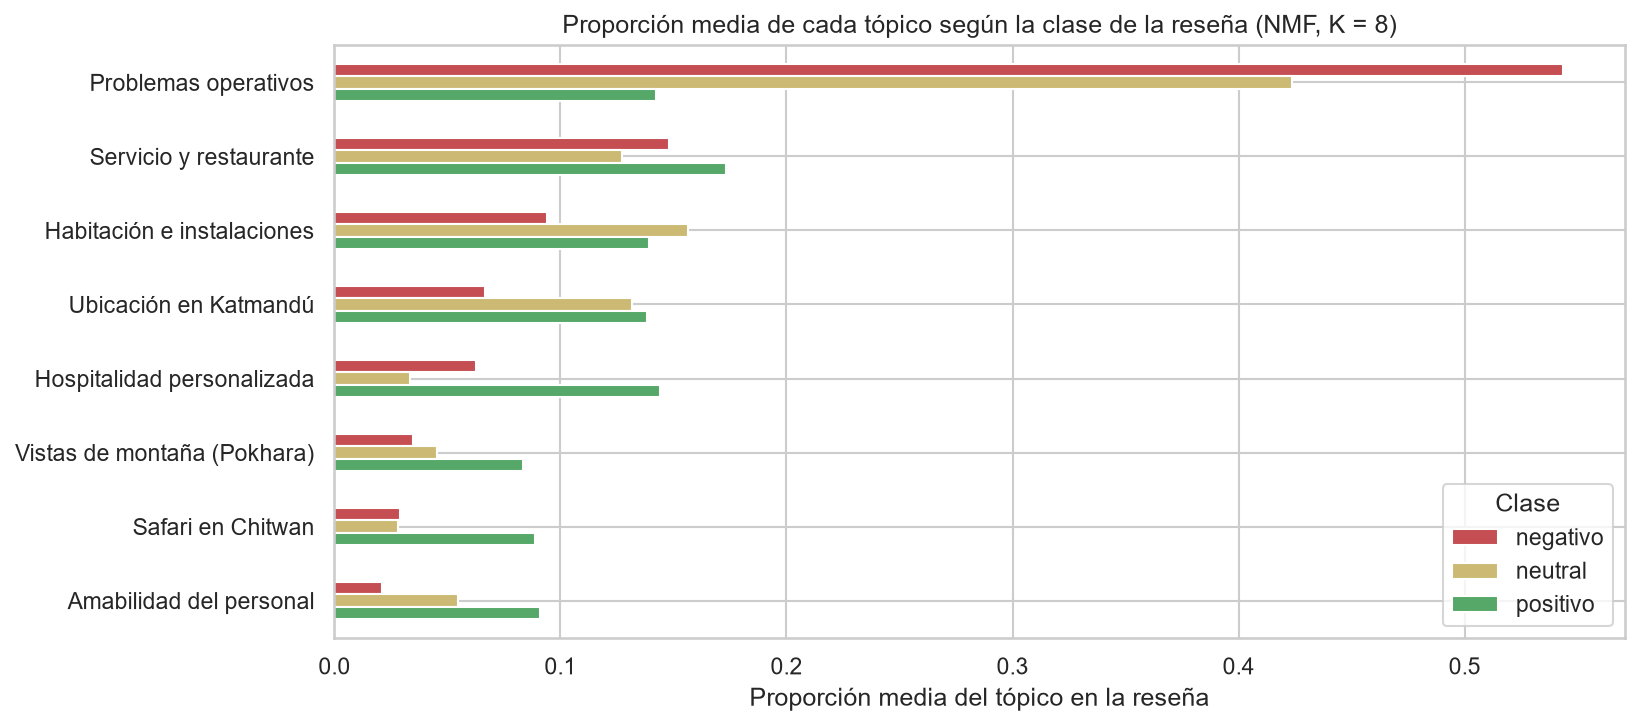 Proporción media de cada tópico según la clase de la reseña (NMF, K = 8)
Problemas operativos
Servicio y restaurante
Habitación e instalaciones
Ubicación en Katmandú
Hospitalidad personalizada
Vistas de montaña (Pokhara)
Safari en Chitwan
Amabilidad del personal
Clase
negativo
neutral
positivo
0.0 0.1 0.2 0.3 0.4 0.5
Proporción media del tópico en la reseña